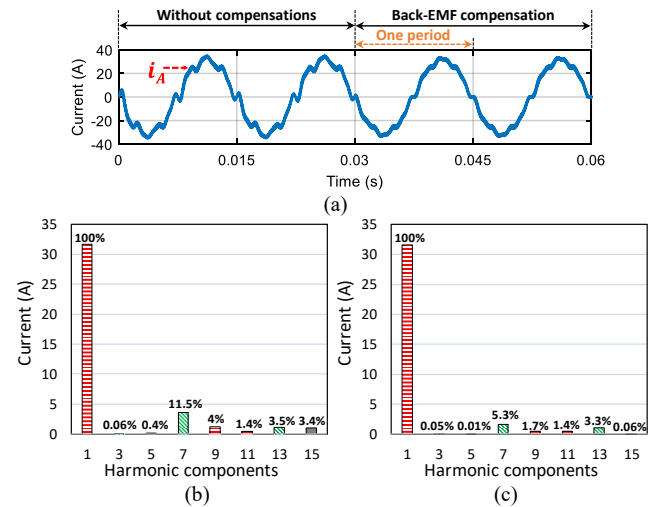 Without compensations
Back-EMF compensation
One period
40
20
0
-20
-40
Current (A)
i_A
0
0.015
0.03
0.045
0.06
Time (s)
(a)
35
30
25
20
15
10
5
0
Current (A)
100%
0.06%
0.4%
11.5%
4%
1.4%
3.5%
3.4%
1 3 5 7 9 11 13 15
Harmonic components
(b)
35
30
25
20
15
10
5
0
Current (A)
100%
0.05%
0.01%
5.3%
1.7%
1.4%
3.3%
0.06%
1 3 5 7 9 11 13 15
Harmonic components
(c)